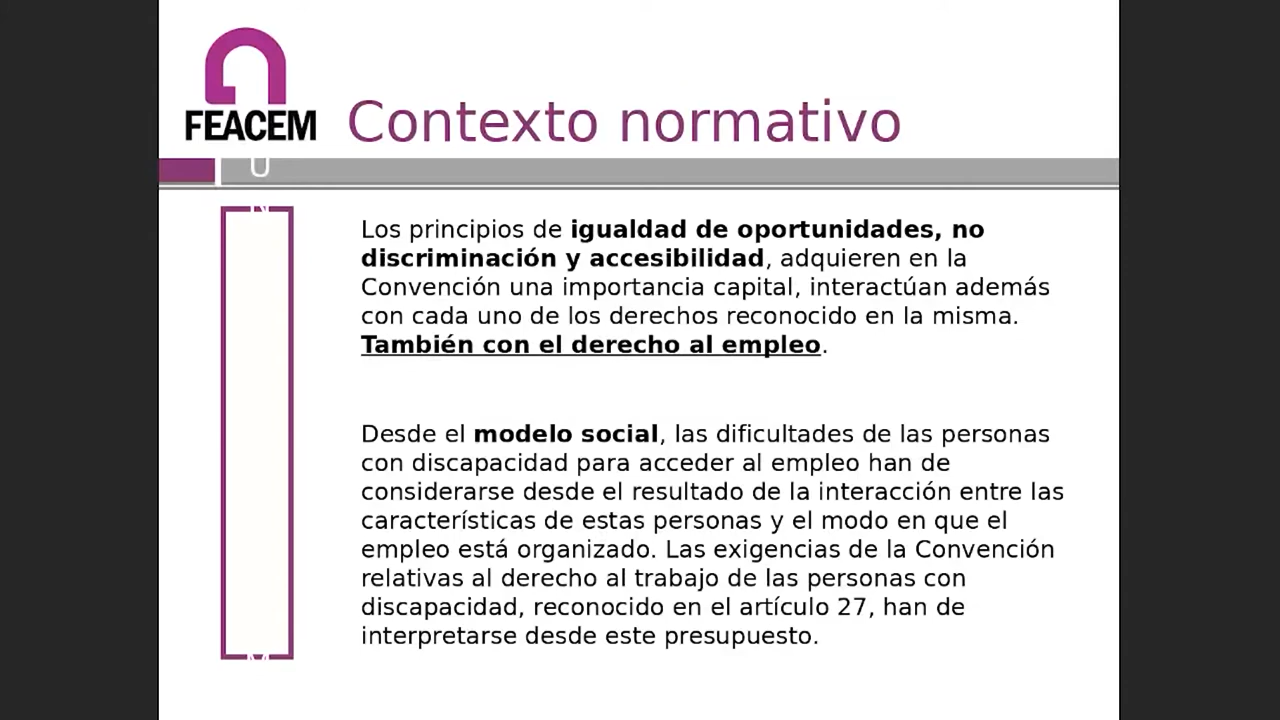 FEACEM
Contexto normativo
U
N
M
Los principios de igualdad de oportunidades, no
discriminación y accesibilidad, adquieren en la
Convención una importancia capital, interactúan además
con cada uno de los derechos reconocido en la misma.
También con el derecho al empleo.
Desde el modelo social, las dificultades de las personas
con discapacidad para acceder al empleo han de
considerarse desde el resultado de la interacción entre las
características de estas personas y el modo en que el
empleo está organizado. Las exigencias de la Convención
relativas al derecho al trabajo de las personas con
discapacidad, reconocido en el artículo 27, han de
interpretarse desde este presupuesto.